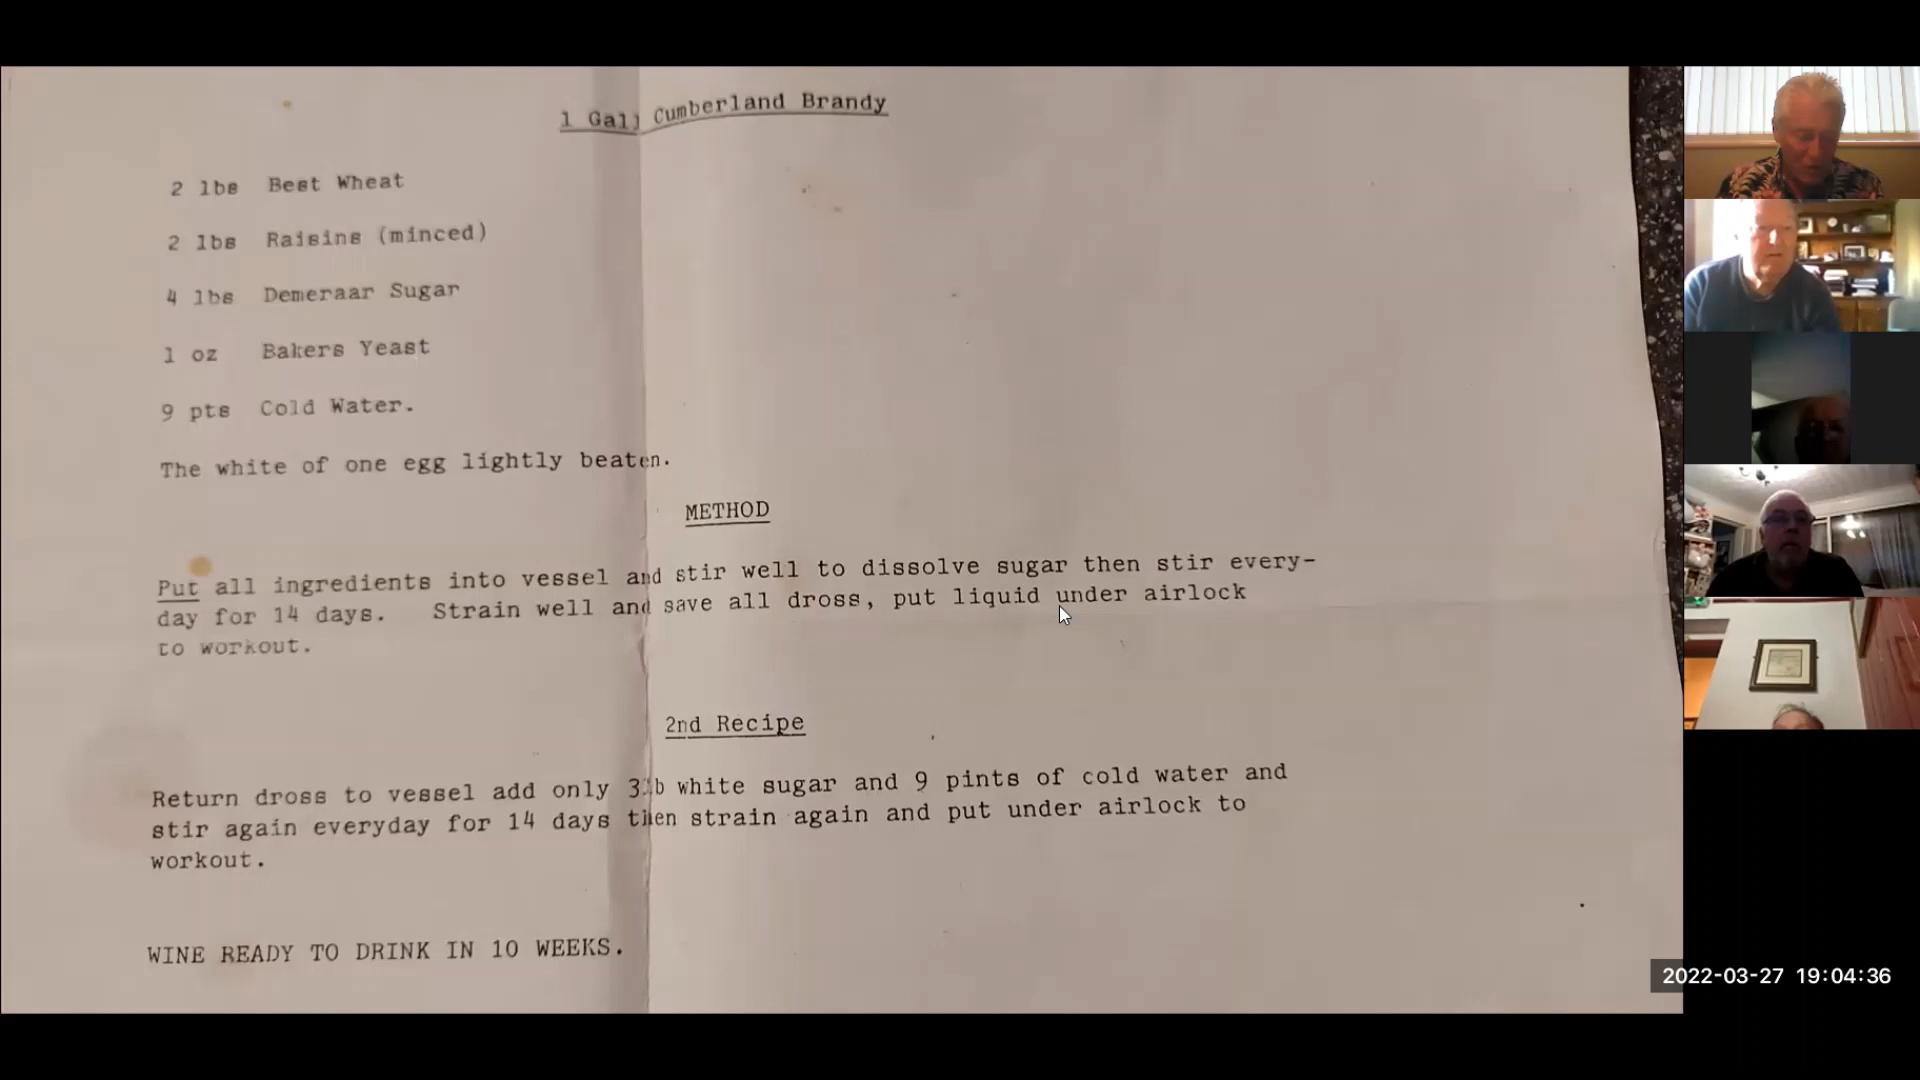 1 Gall Cumberland Brandy
2 lbs Best Wheat
2 lbs Raisins (minced)
4 lbs Demeraar Sugar
1 oz Bakers Yeast
9 pts Cold Water.
The white of one egg lightly beaten.
METHOD
Put all ingredients into vessel and stir well to dissolve sugar then stir every-
day for 14 days. Strain well and save all dross, put liquid under airlock
to workout.
2nd Recipe
Return dross to vessel add only 3lb white sugar and 9 pints of cold water and
stir again everyday for 14 days then strain again and put under airlock to
workout.
WINE READY TO DRINK IN 10 WEEKS.
2022-03-27 19:04:36